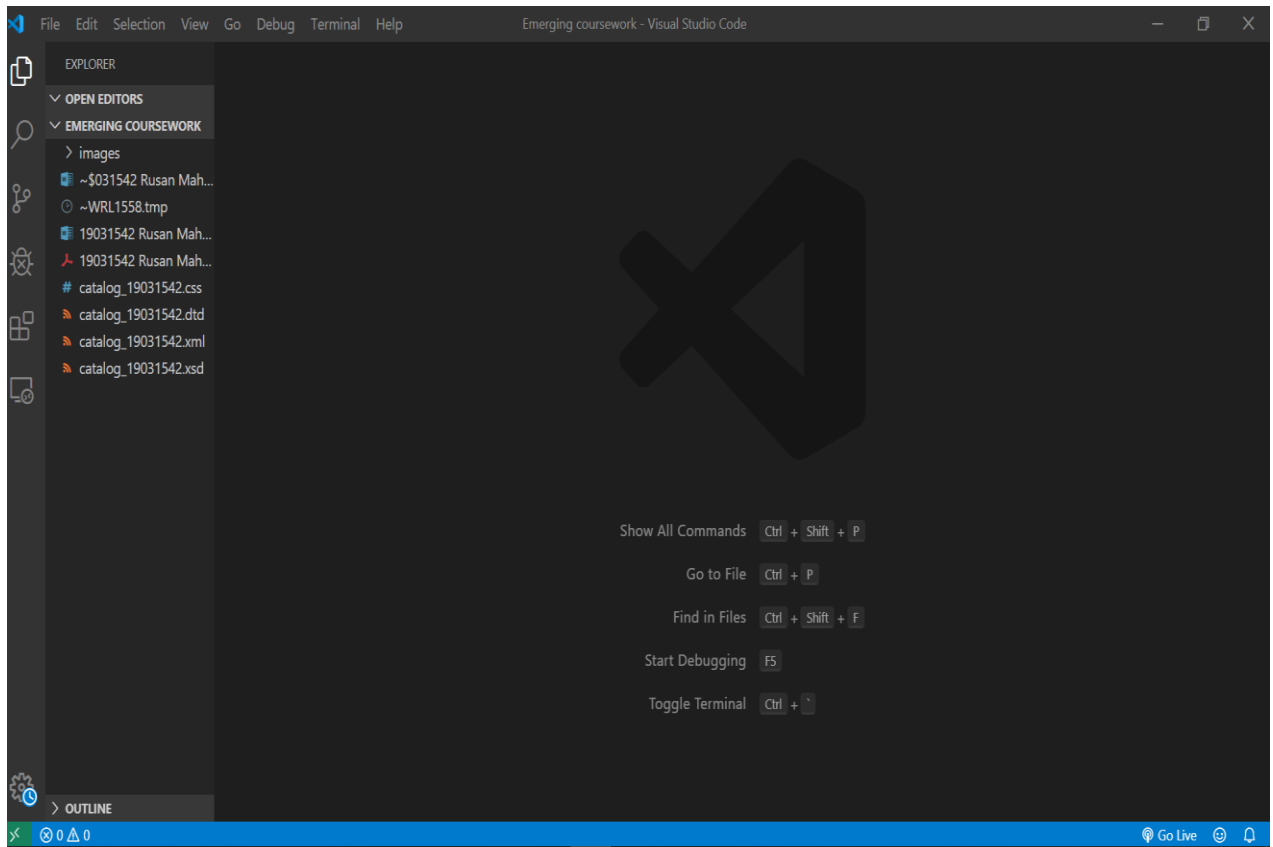 File Edit Selection View Go Debug Terminal Help Emerging coursework - Visual Studio Code
EXPLORER
OPEN EDITORS
EMERGING COURSEWORK
images
~$031542 Rusan Mah...
~WRL1558.tmp
19031542 Rusan Mah...
19031542 Rusan Mah...
# catalog_19031542.css
catalog_19031542.dtd
catalog_19031542.xml
catalog_19031542.xsd
Show All Commands Ctrl + Shift + P
Go to File Ctrl + P
Find in Files Ctrl + Shift + F
Start Debugging F5
Toggle Terminal Ctrl + `
OUTLINE
0 0 Go Live